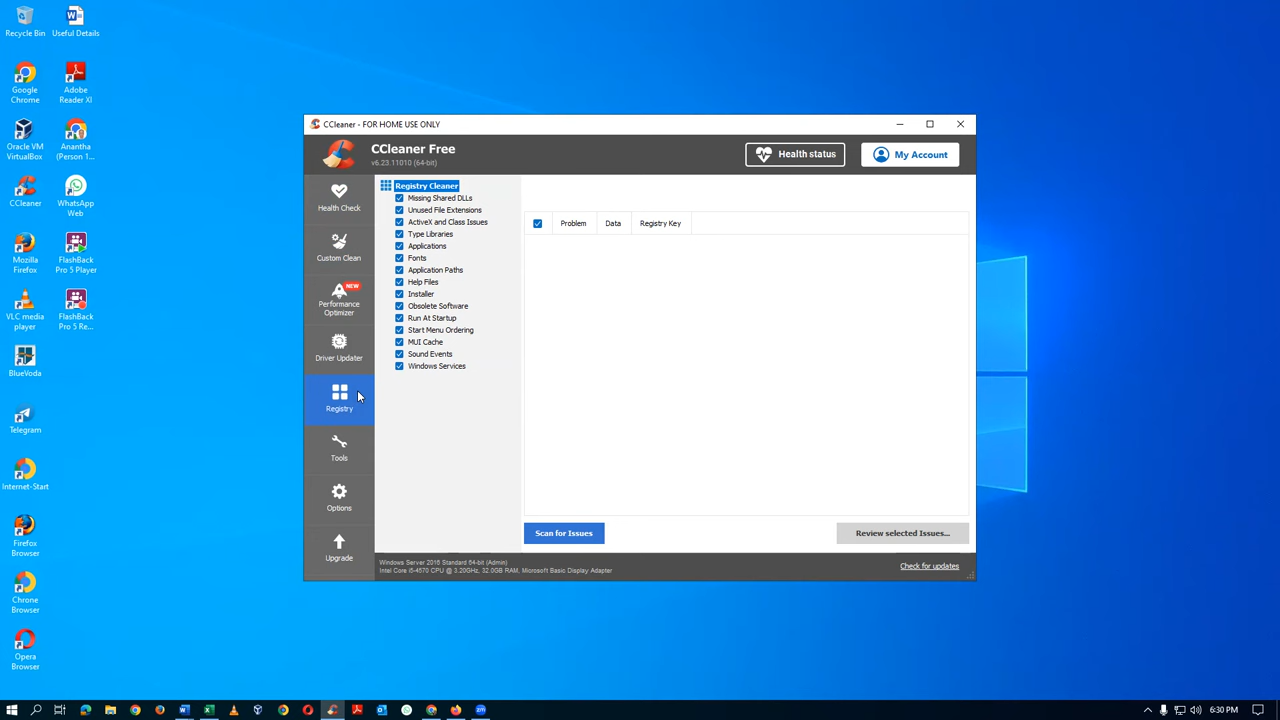 Recycle Bin
Useful Details
Google
Chrome
Adobe
Reader XI
Oracle VM
VirtualBox
Anantha
(Person 1...
CCleaner
WhatsApp
Web
Mozilla
Firefox
FlashBack
Pro 5 Player
VLC media
player
FlashBack
Pro 5 Re...
BlueVoda
Telegram
Internet-Start
Firefox
Browser
Chrome
Browser
Opera
Browser
CCleaner - FOR HOME USE ONLY
CCleaner Free
v6.23.11010 (64-bit)
Health status
My Account
Health Check
Custom Clean
NEW
Performance
Optimizer
Driver Updater
Registry
Tools
Options
Upgrade
Registry Cleaner
Missing Shared DLLs
Unused File Extensions
ActiveX and Class Issues
Type Libraries
Applications
Fonts
Application Paths
Help Files
Installer
Obsolete Software
Run At Startup
Start Menu Ordering
MUI Cache
Sound Events
Windows Services
Problem
Data
Registry Key
Scan for Issues
Review selected Issues...
Windows Server 2016 Standard 64-bit (Admin)
Intel Core i5-4570 CPU @ 3.20GHz, 32.0GB RAM, Microsoft Basic Display Adapter
Check for updates
6:30 PM